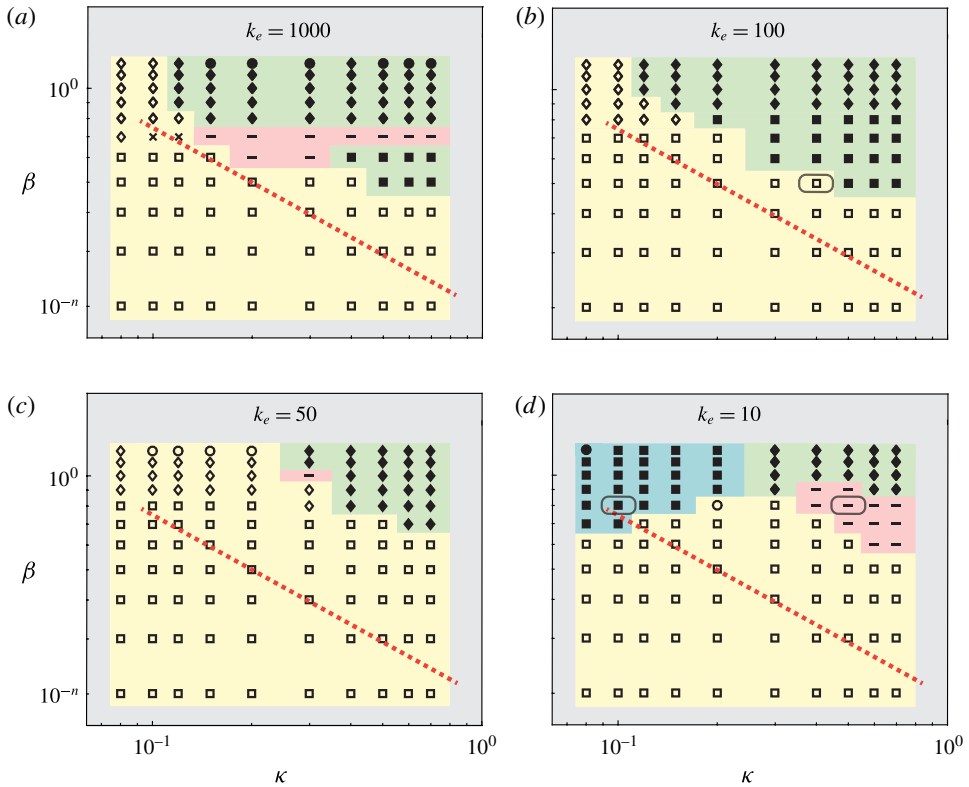 (a)
k_e = 1000
(b)
k_e = 100
10^0
β
10^{-n}
(c)
k_e = 50
(d)
k_e = 10
10^0
β
10^{-n}
10^{-1}
10^0
10^{-1}
10^0
κ
κ